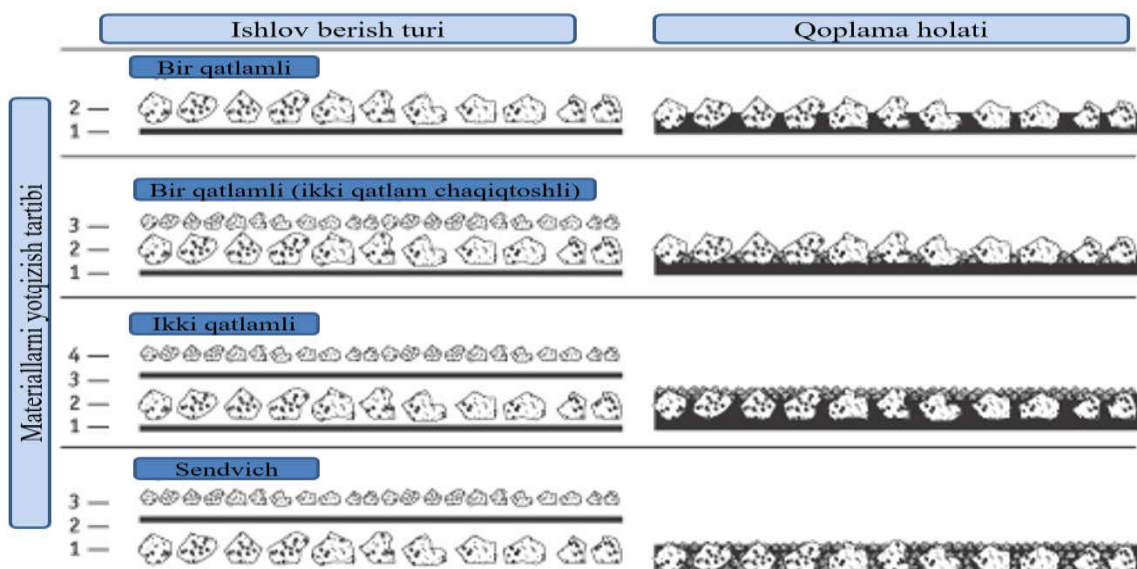 Ishlov berish turi
Qoplama holati
Materiallarni yotqizish tartibi
Bir qatlamli
2
1
Bir qatlamli (ikki qatlam chaqiqtoshli)
3
2
1
Ikki qatlamli
4
3
2
1
Sendvich
3
2
1